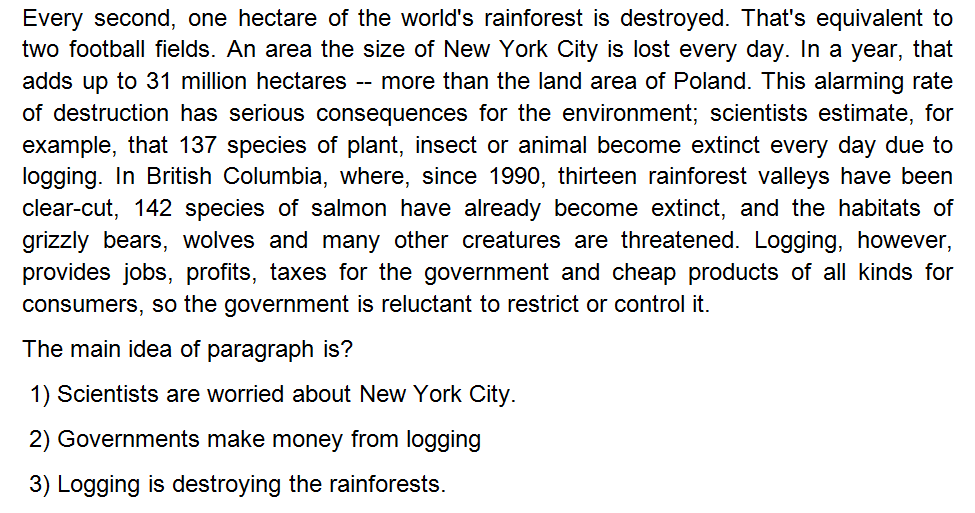 Every second, one hectare of the world's rainforest is destroyed. That's equivalent to
two football fields. An area the size of New York City is lost every day. In a year, that
adds up to 31 million hectares -- more than the land area of Poland. This alarming rate
of destruction has serious consequences for the environment; scientists estimate, for
example, that 137 species of plant, insect or animal become extinct every day due to
logging. In British Columbia, where, since 1990, thirteen rainforest valleys have been
clear-cut, 142 species of salmon have already become extinct, and the habitats of
grizzly bears, wolves and many other creatures are threatened. Logging, however,
provides jobs, profits, taxes for the government and cheap products of all kinds for
consumers, so the government is reluctant to restrict or control it.
The main idea of paragraph is?
1) Scientists are worried about New York City.
2) Governments make money from logging
3) Logging is destroying the rainforests.